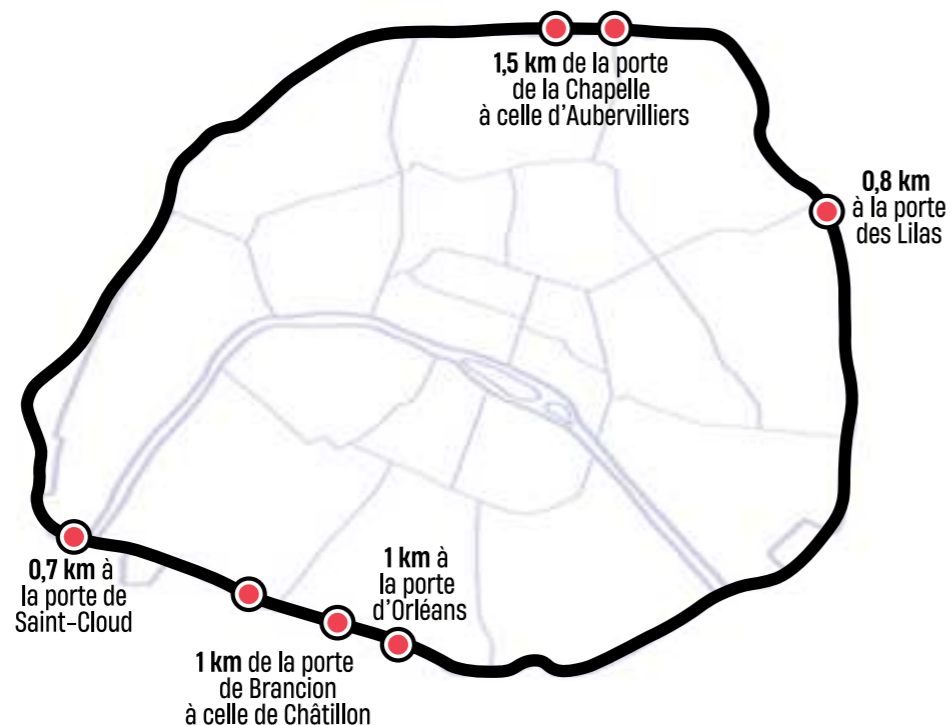 1,5 km de la porte
de la Chapelle
à celle d'Aubervilliers
0,8 km
à la porte
des Lilas
1 km à
la porte
d'Orléans
0,7 km à
la porte de
Saint-Cloud
1 km de la porte
de Brancion
à celle de Châtillon